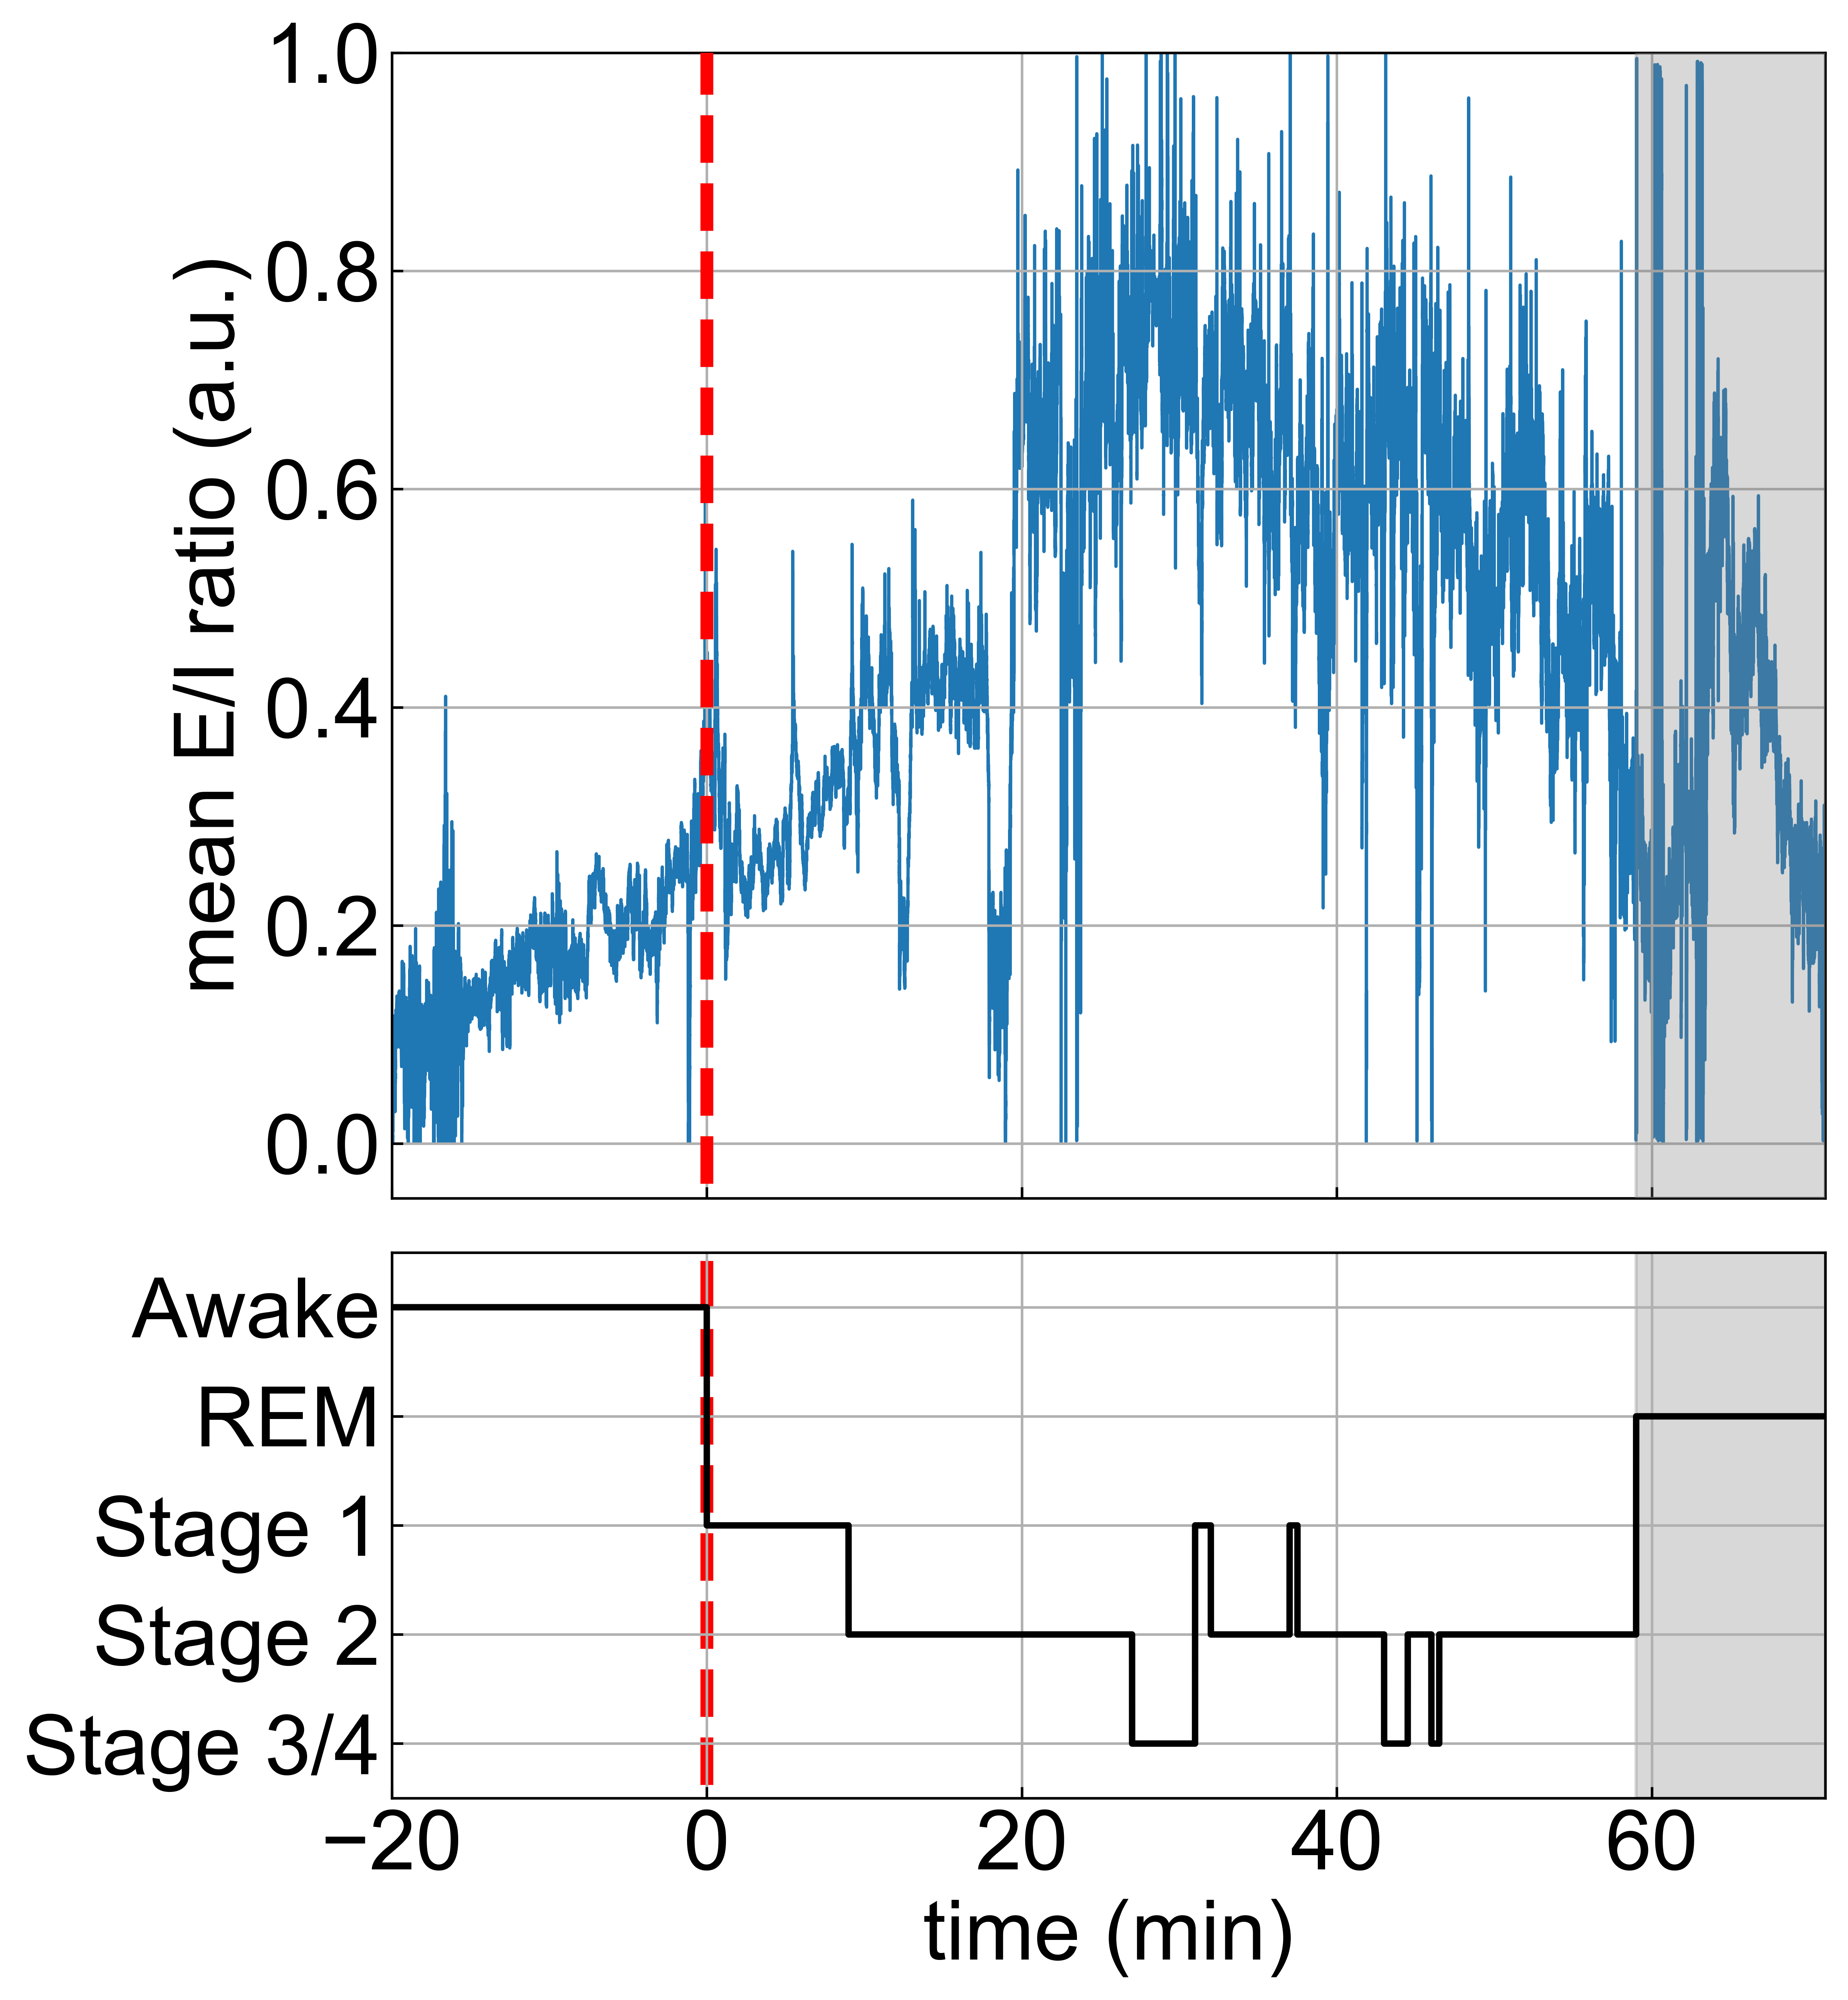 1.0
0.8
0.6
0.4
0.2
0.0
mean E/I ratio (a.u.)
Awake
REM
Stage 1
Stage 2
Stage 3/4
−20 0 20 40 60
time (min)